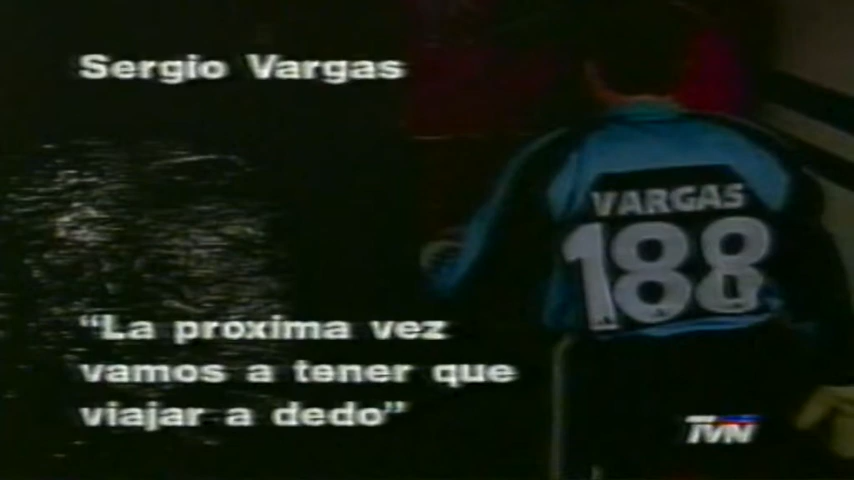 Sergio Vargas
VARGAS
188
"La proxima vez
vamos a tener que
viajar a dedo"
TVN